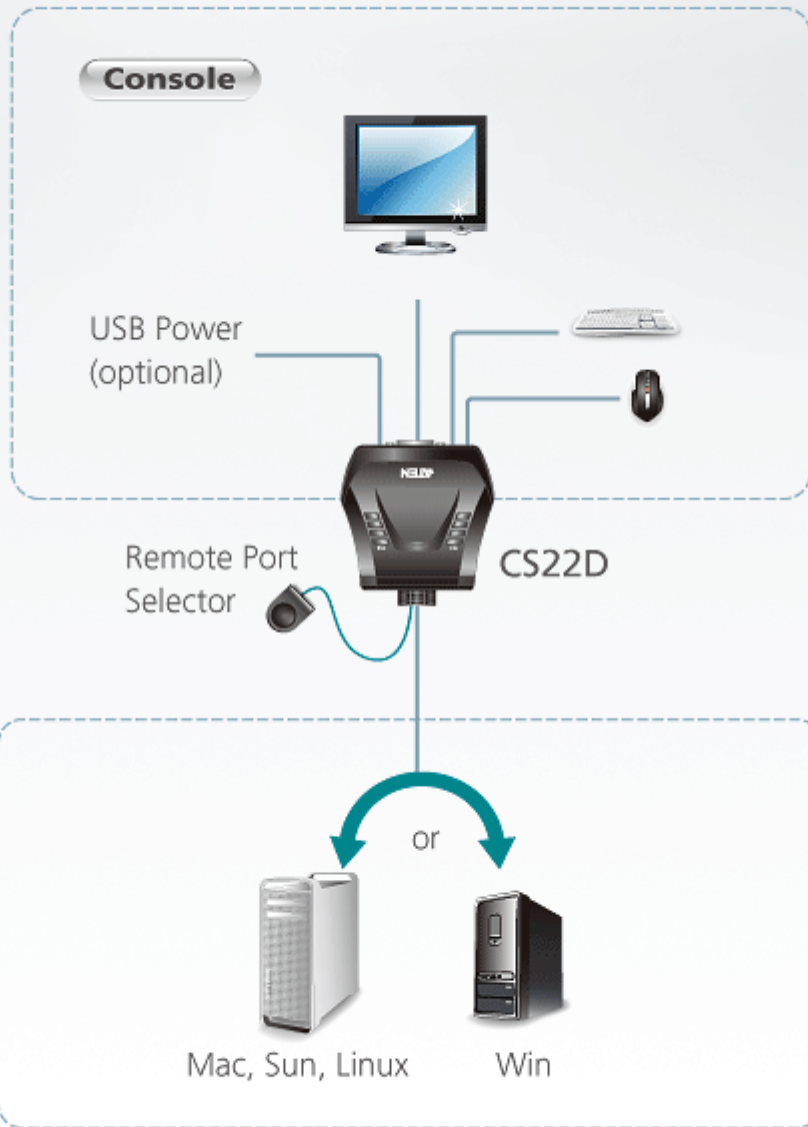 Console
USB Power
(optional)
Remote Port
Selector
CS22D
or
Mac, Sun, Linux
Win